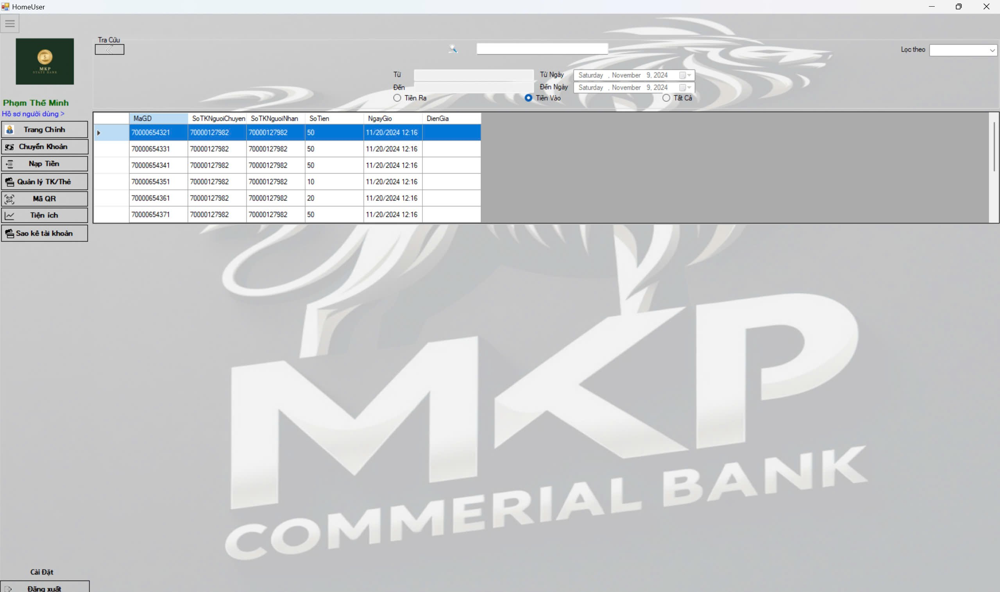 HomeUser
MKP
STATE BANK
Phạm Thế Minh
Hồ sơ người dùng >
Trang Chính
Chuyển Khoản
Nạp Tiền
Quản lý TK/Thẻ
Mã QR
Tiện ích
Sao kê tài khoản
Cài Đặt
Đăng xuất
Tra Cứu
Lọc theo
Từ
Từ Ngày Saturday , November 9, 2024
Đến
Đến Ngày Saturday , November 9, 2024
Tiền Ra Tiền Vào Tất Cả
MaGD SoTKNguoiChuyen SoTKNguoiNhan SoTien NgayGio DienGia
70000654321 70000127982 70000127982 50 11/20/2024 12:16
70000654331 70000127982 70000127982 50 11/20/2024 12:16
70000654341 70000127982 70000127982 50 11/20/2024 12:16
70000654351 70000127982 70000127982 10 11/20/2024 12:16
70000654361 70000127982 70000127982 20 11/20/2024 12:16
70000654371 70000127982 70000127982 50 11/20/2024 12:16
MKP
COMMERIAL BANK